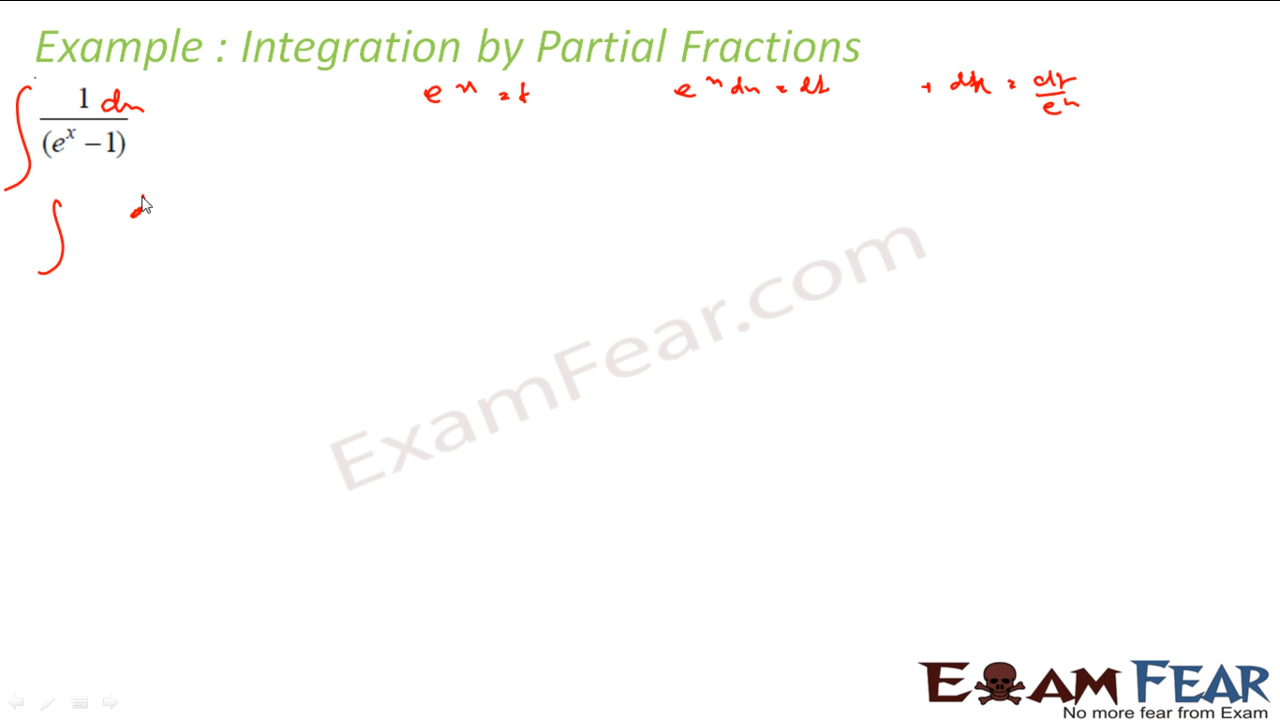 Example : Integration by Partial Fractions
∫ 1 dx / (e^x − 1)    e^x = t    e^x dx = dt    dx = dt / e^x
∫ d
ExamFear.com
EXAM FEAR
No more fear from Exam